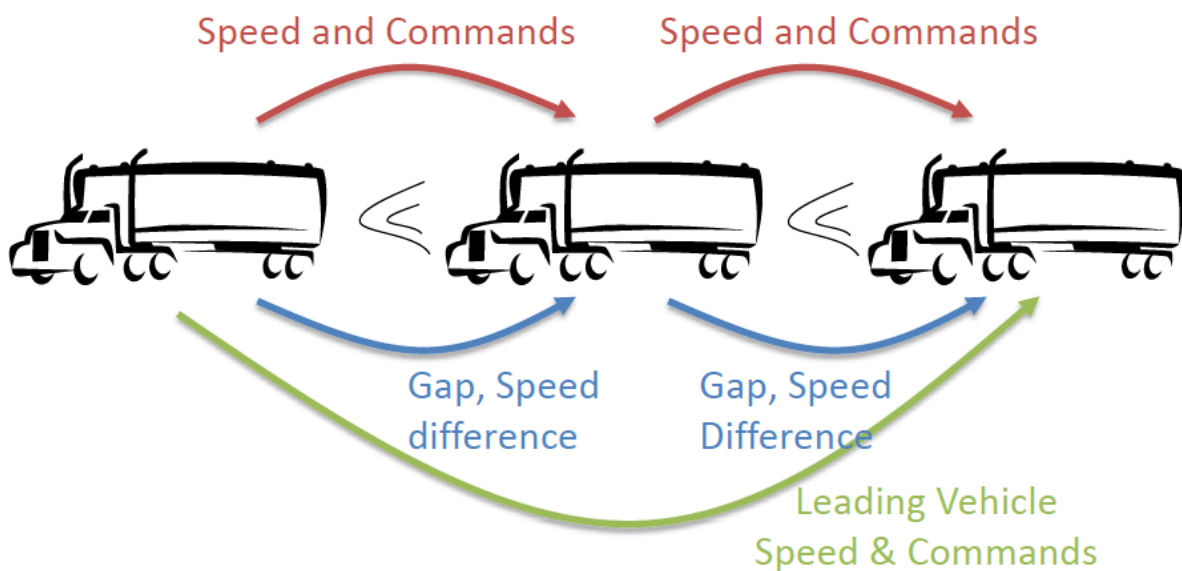 Speed and Commands
Speed and Commands
Gap, Speed
difference
Gap, Speed
Difference
Leading Vehicle
Speed & Commands